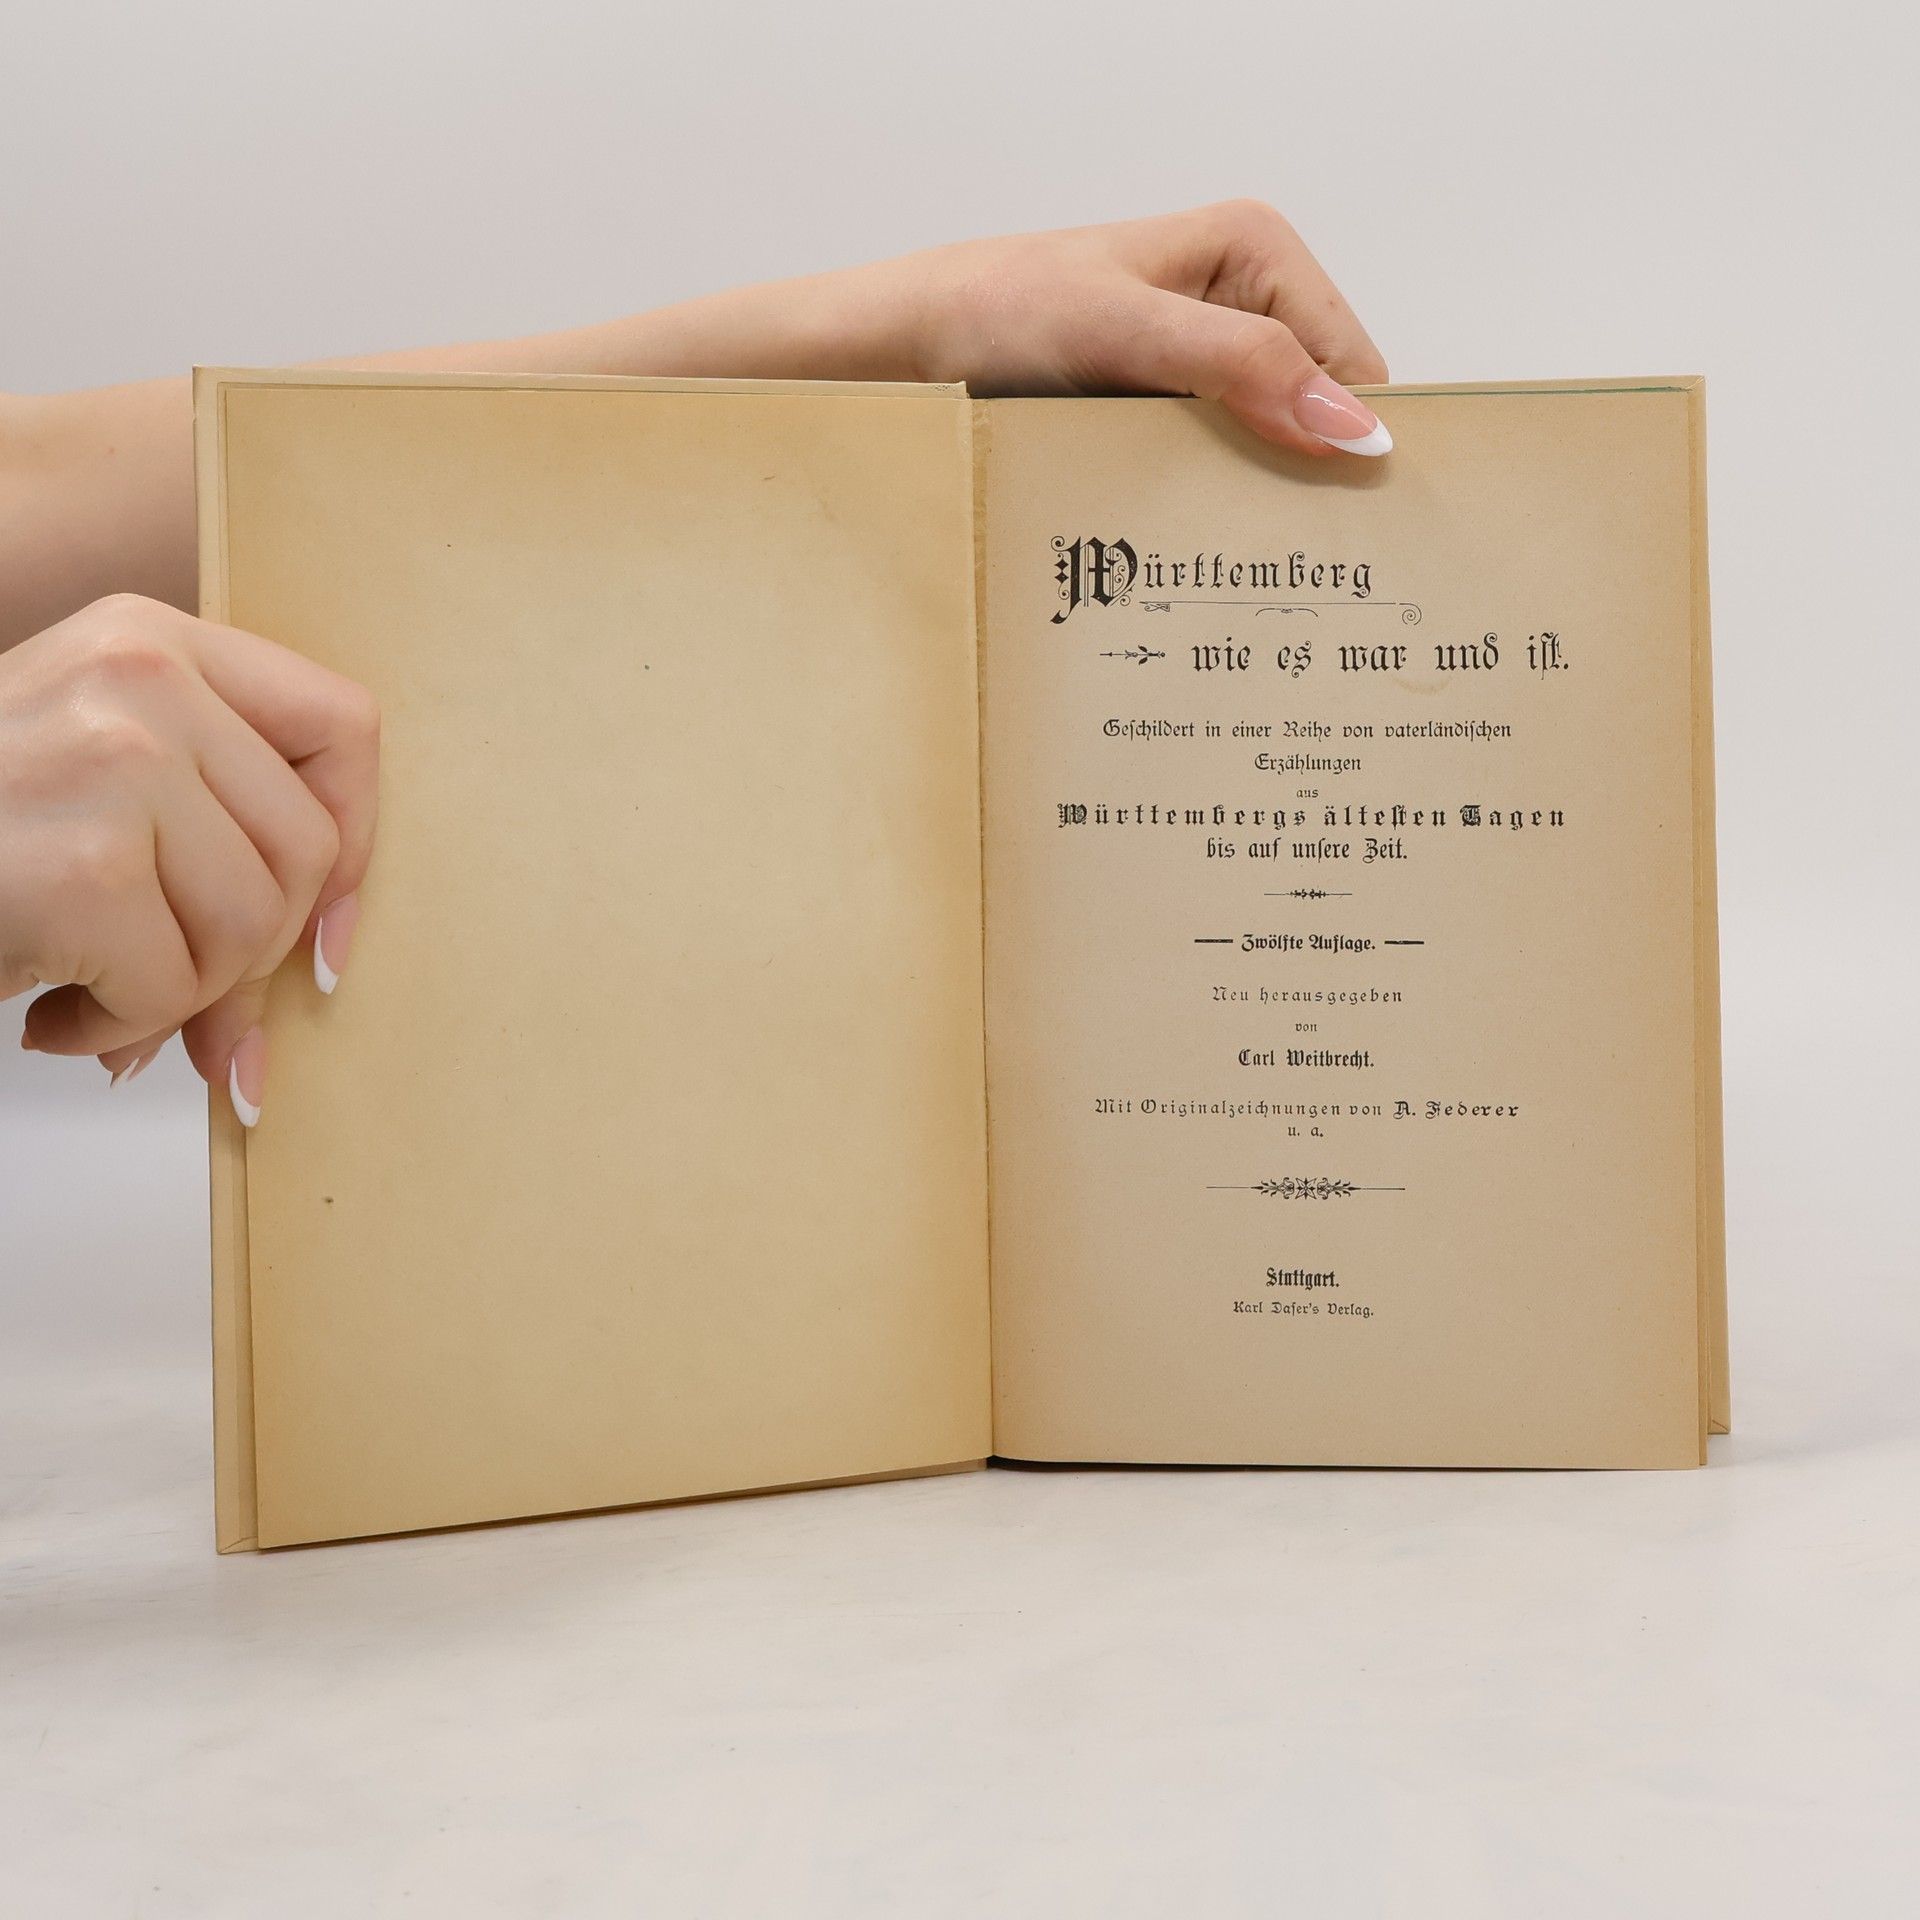 Württemberg
wie es war und iſt.
Geſchildert in einer Reihe von vaterländiſchen
Erzählungen
aus
Württembergs älteſten Tagen
bis auf unſere Zeit.
Zwölfte Auflage.
Neu herausgegeben
von
Carl Weitbrecht.
Mit Originalzeichnungen von A. Federer
u. a.
Stuttgart.
Karl Daſer's Verlag.